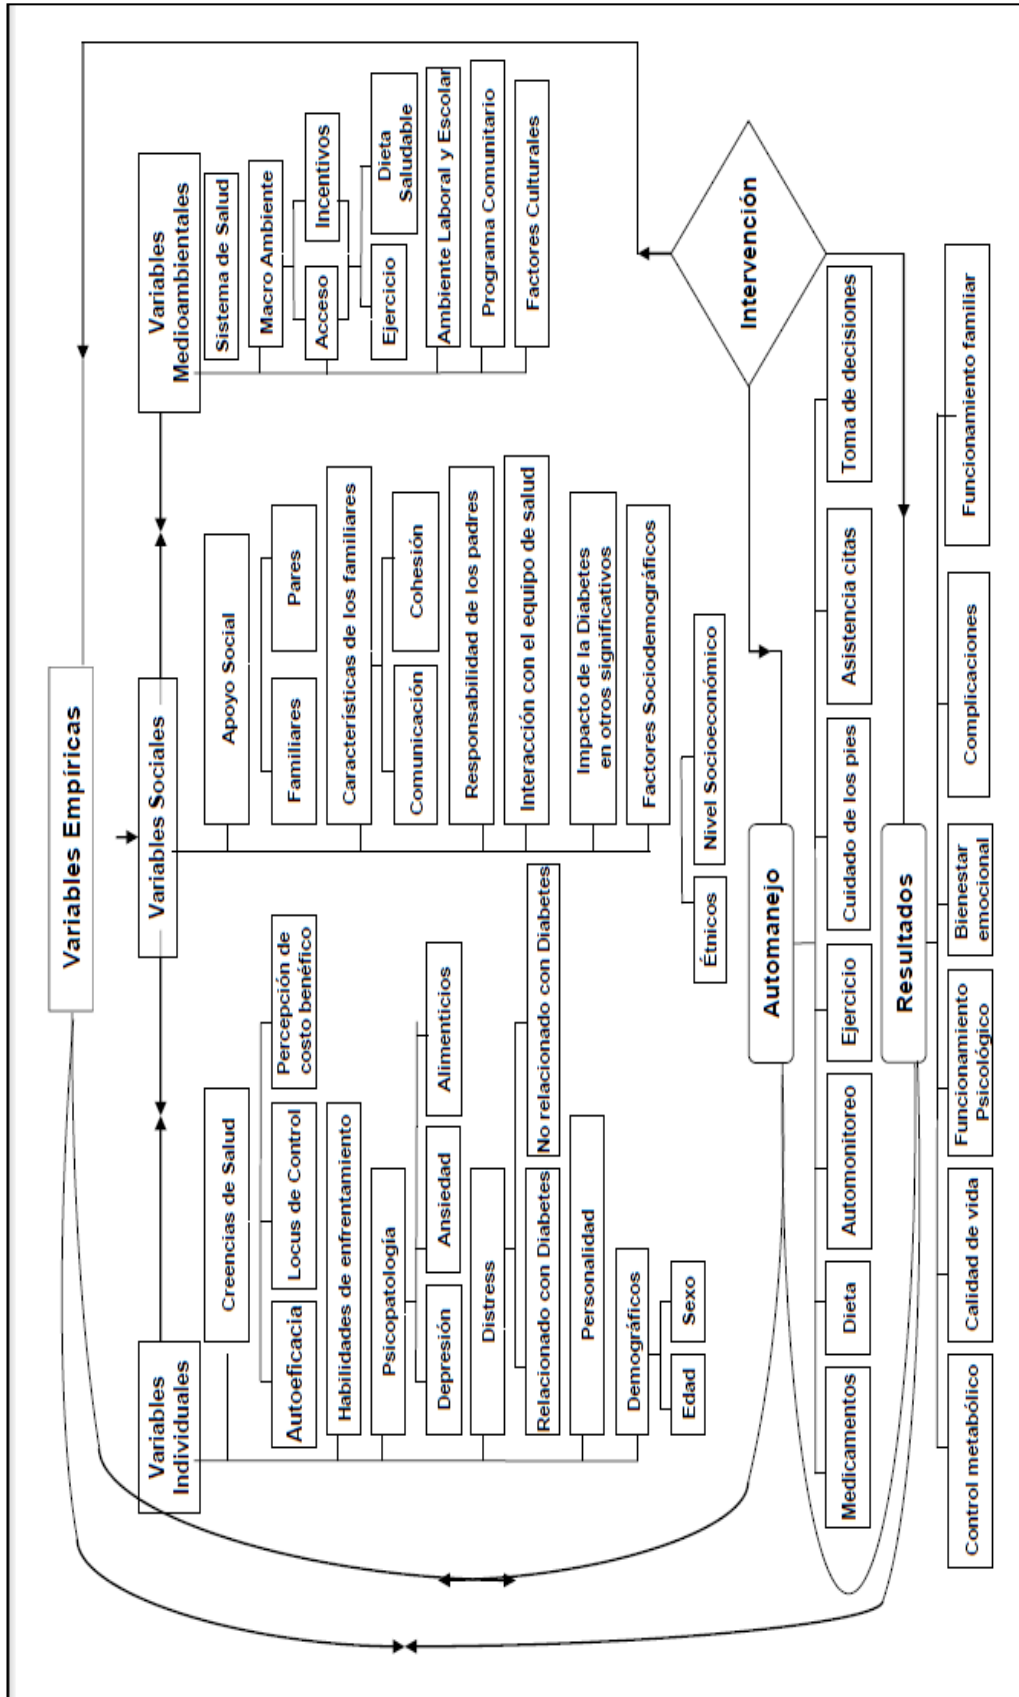 Variables Empíricas
Variables
Individuales
Creencias de Salud
Autoeficacia
Locus de Control
Percepción de
costo benéfico
Habilidades de enfrentamiento
Psicopatología
Depresión
Ansiedad
Alimenticios
Distress
Relacionado con Diabetes
No relacionado con Diabetes
Personalidad
Demográficos
Edad
Sexo
Variables Sociales
Apoyo Social
Familiares
Pares
Características de los familiares
Comunicación
Cohesión
Responsabilidad de los padres
Interacción con el equipo de salud
Impacto de la Diabetes
en otros significativos
Factores Sociodemográficos
Étnicos
Nivel Socioeconómico
Variables
Medioambientales
Sistema de Salud
Macro Ambiente
Acceso
Incentivos
Ejercicio
Dieta
Saludable
Ambiente Laboral y Escolar
Programa Comunitario
Factores Culturales
Intervención
Automanejo
Medicamentos
Dieta
Automonitoreo
Ejercicio
Cuidado de los pies
Asistencia citas
Toma de decisiones
Resultados
Control metabólico
Calidad de vida
Funcionamiento
Psicológico
Bienestar
emocional
Complicaciones
Funcionamiento familiar